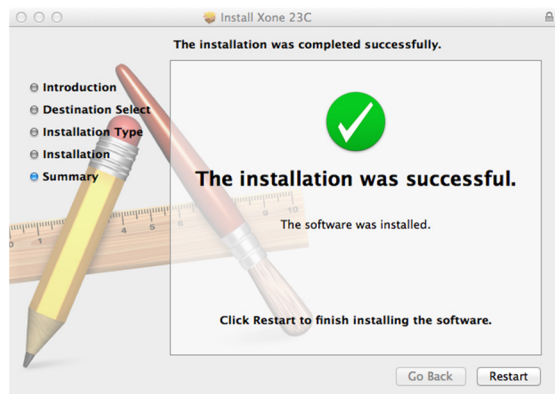 Install Xone 23C
The installation was completed successfully.
Introduction
Destination Select
Installation Type
Installation
Summary
The installation was successful.
The software was installed.
Click Restart to finish installing the software.
Go Back
Restart